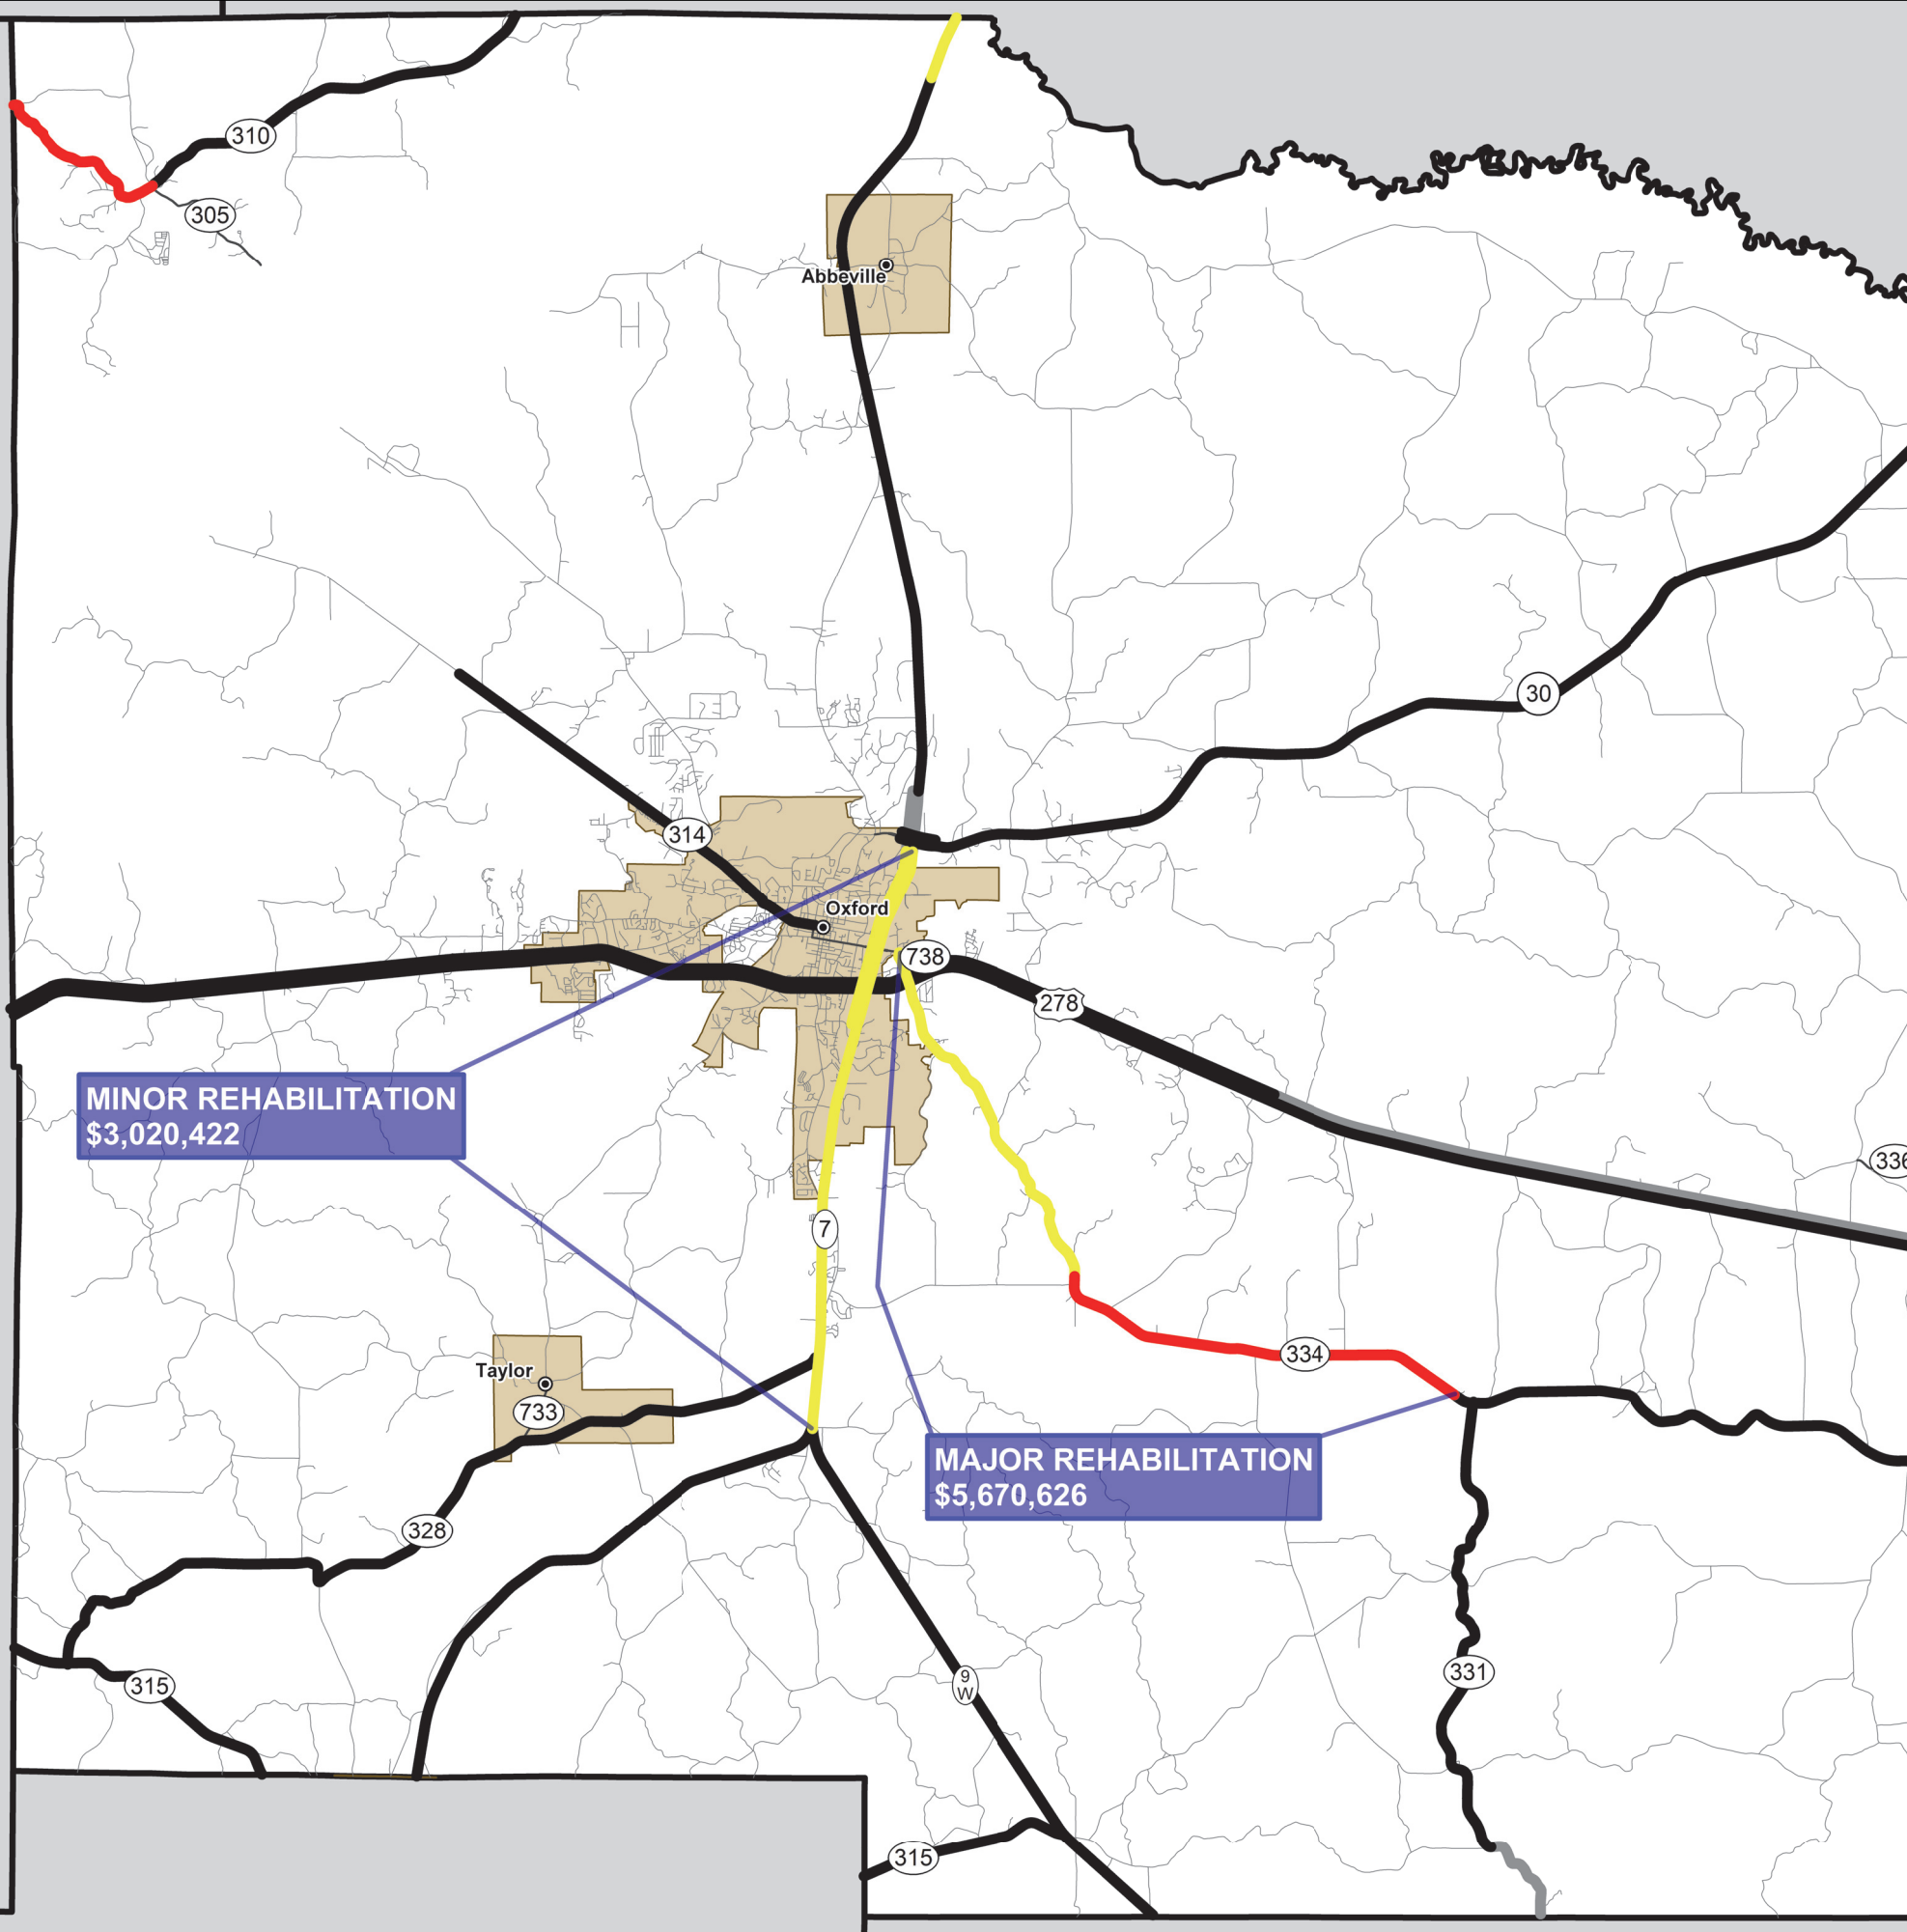 310
305
Abbeville
30
314
Oxford
738
278
MINOR REHABILITATION
$3,020,422
336
7
334
Taylor
733
MAJOR REHABILITATION
$5,670,626
328
331
315
9
W
315